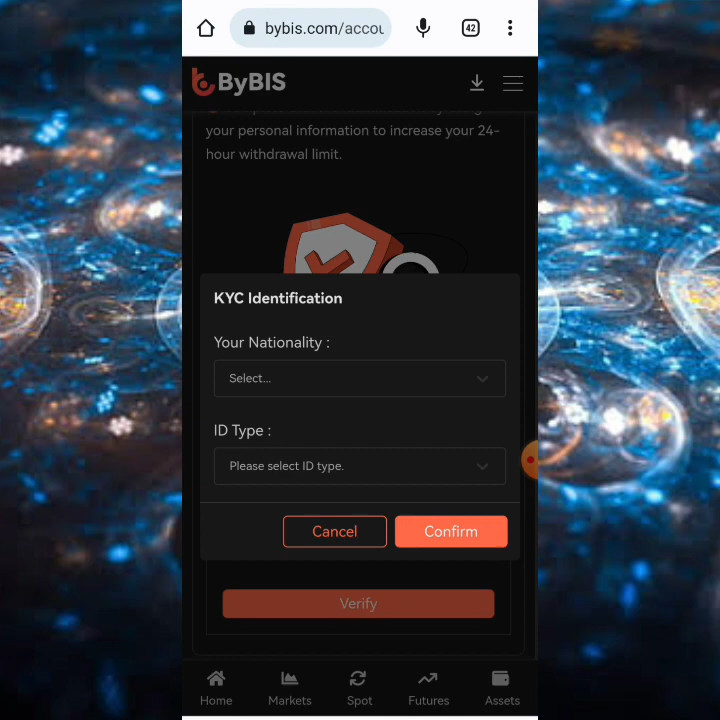 bybis.com/accou
42
ByBIS
your personal information to increase your 24-
hour withdrawal limit.
KYC Identification
Your Nationality :
Select...
ID Type :
Please select ID type.
Cancel
Confirm
Verify
Home
Markets
Spot
Futures
Assets